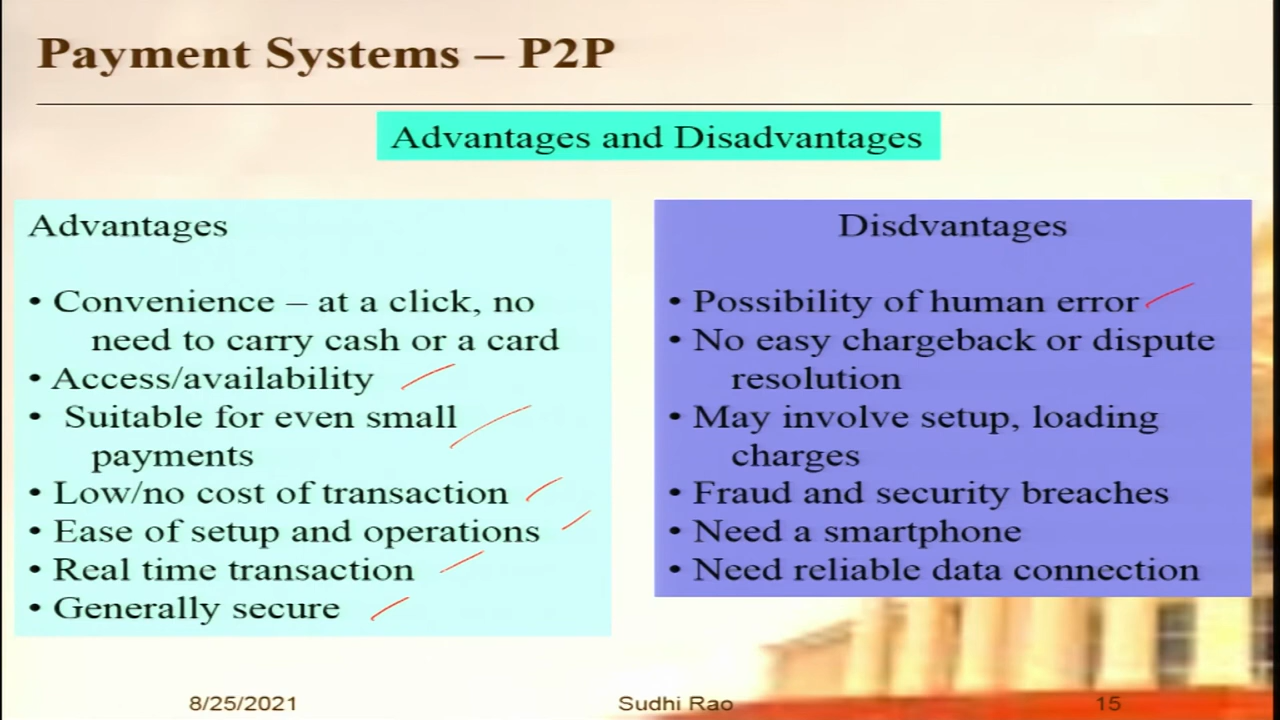 Payment Systems – P2P
Advantages and Disadvantages
Advantages
• Convenience – at a click, no
need to carry cash or a card
• Access/availability
• Suitable for even small
payments
• Low/no cost of transaction
• Ease of setup and operations
• Real time transaction
• Generally secure
Disdvantages
• Possibility of human error
• No easy chargeback or dispute
resolution
• May involve setup, loading
charges
• Fraud and security breaches
• Need a smartphone
• Need reliable data connection
8/25/2021
Sudhi Rao
15